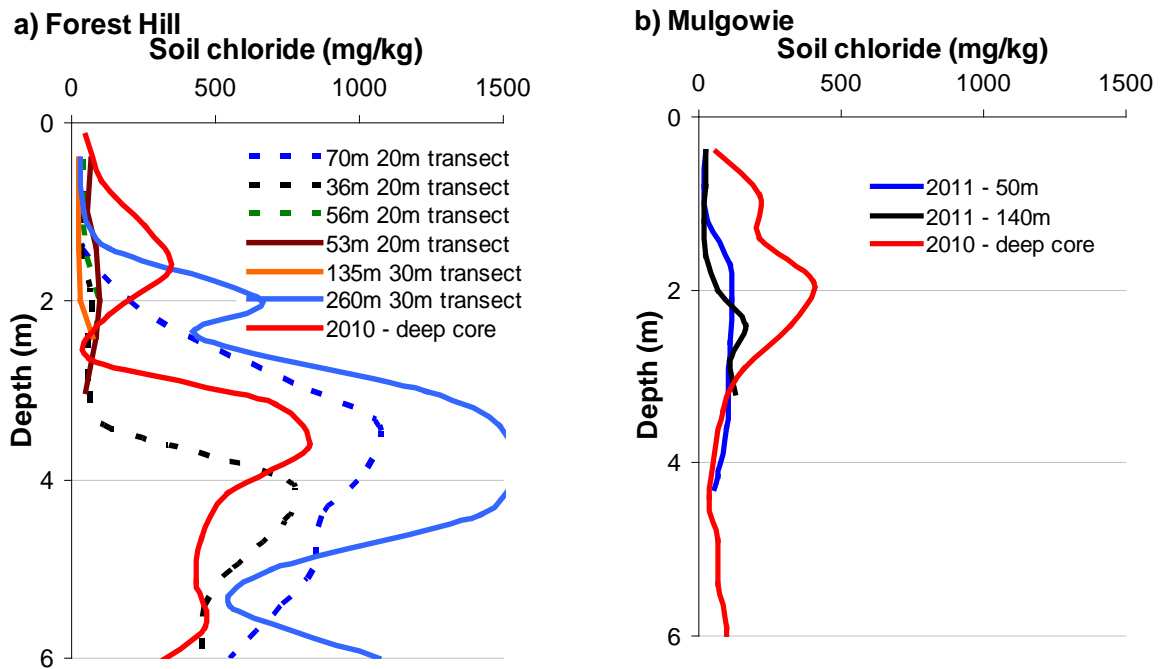 a) Forest Hill
Soil chloride (mg/kg)
0 500 1000 1500
0
2
4
6
Depth (m)
70m 20m transect
36m 20m transect
56m 20m transect
53m 20m transect
135m 30m transect
260m 30m transect
2010 - deep core
b) Mulgowie
Soil chloride (mg/kg)
0 500 1000 1500
0
2
4
6
Depth (m)
2011 - 50m
2011 - 140m
2010 - deep core